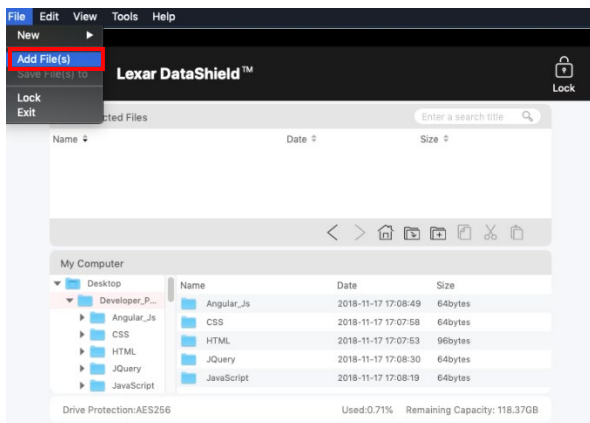 File Edit View Tools Help
New
Add File(s)
Save File(s) to
Lock
Exit
Lexar DataShield™
Lock
cted Files
Enter a search title
Name Date Size
My Computer
Desktop
Developer_P...
Angular_Js
CSS
HTML
JQuery
JavaScript
Name Date Size
Angular_Js 2018-11-17 17:08:49 64bytes
CSS 2018-11-17 17:07:58 64bytes
HTML 2018-11-17 17:07:53 96bytes
JQuery 2018-11-17 17:08:30 64bytes
JavaScript 2018-11-17 17:08:19 64bytes
Drive Protection:AES256 Used:0.71% Remaining Capacity: 118.37GB